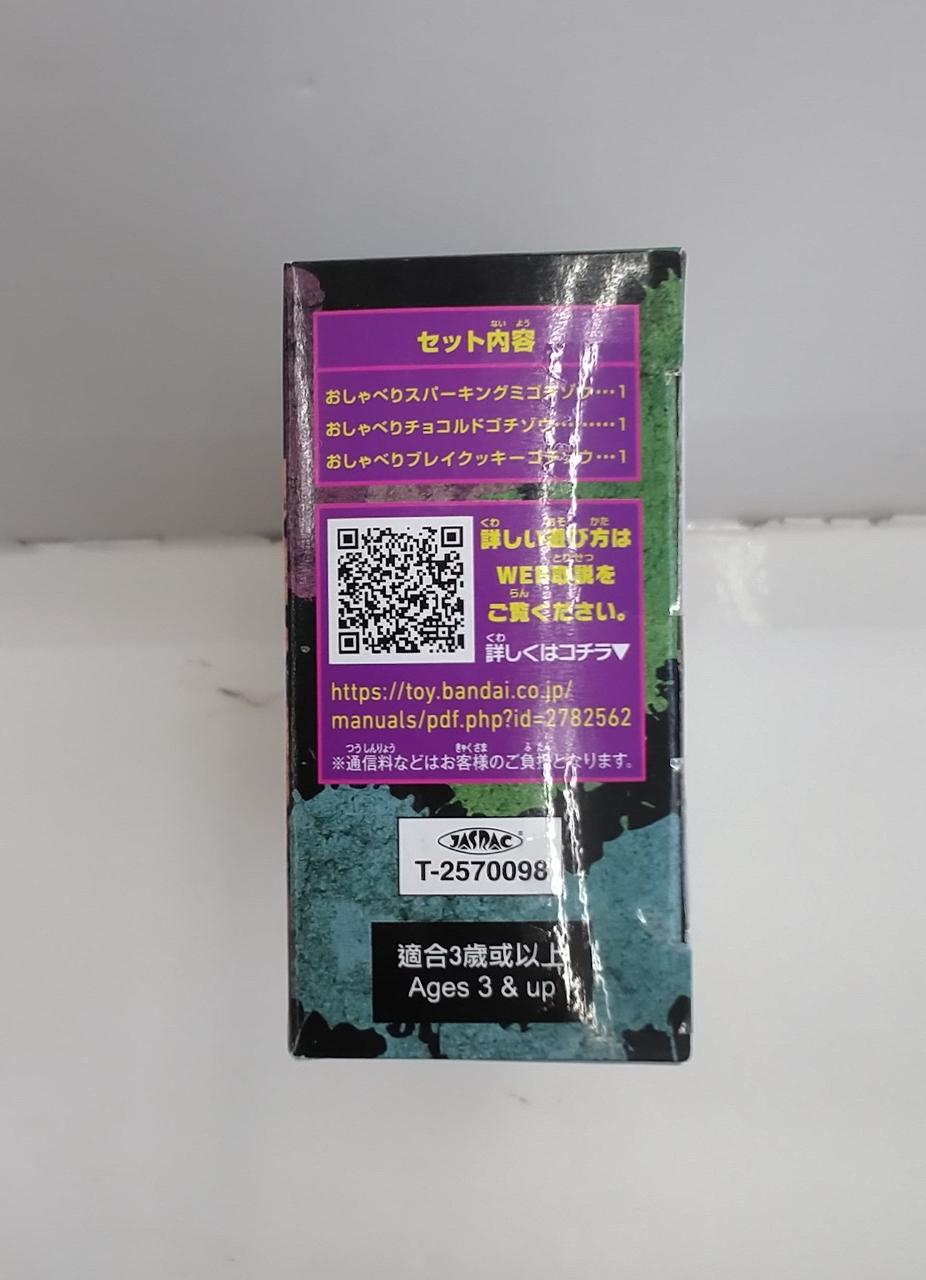 セット内容
おしゃべりスパーキングミゴチゾウ…1
おしゃべりチョコルドゴチゾウ………1
おしゃべりブレイクッキーゴチゾウ…1
詳しい遊び方は
WEB取説を
ご覧ください。
詳しくはコチラ▼
https://toy.bandai.co.jp/
manuals/pdf.php?id=2782562
※通信料などはお客様のご負担となります。
JASRAC
T-2570098
適合3歲或以上
Ages 3 & up